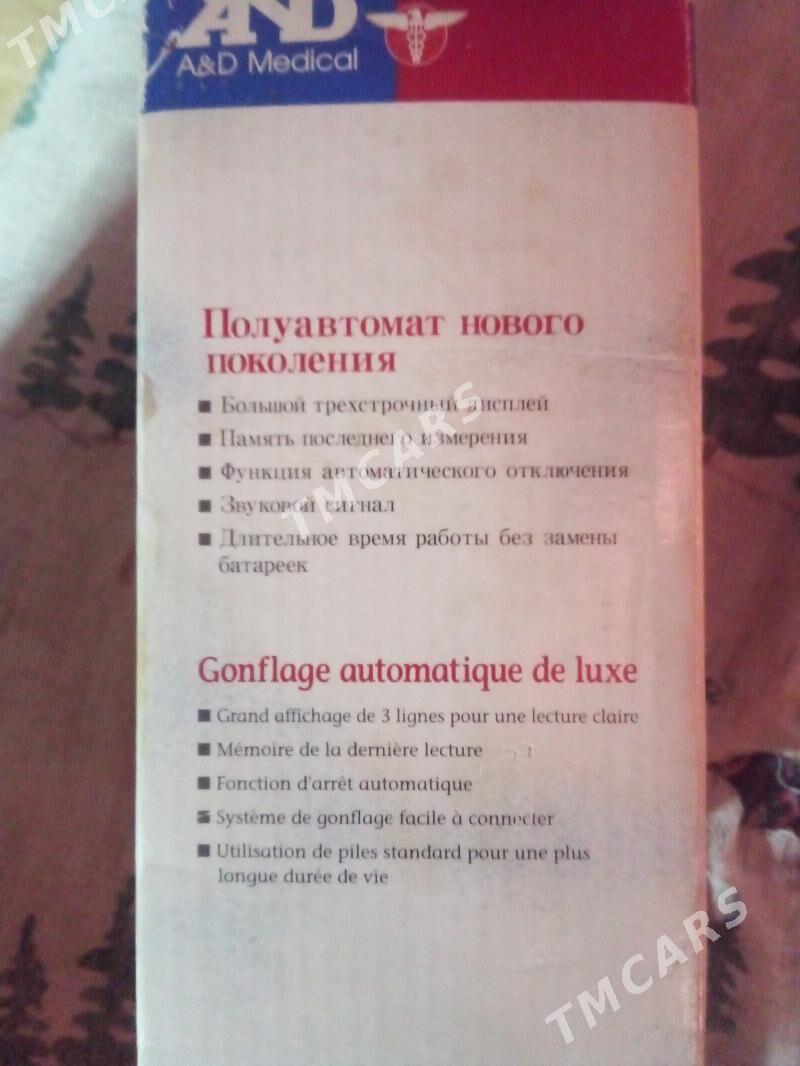 TMCARS
AND
A&D Medical
Полуавтомат нового
поколения
■ Большой трехстрочный дисплей
■ Память последнего измерения
■ Функция автоматического отключения
■ Звуковой сигнал
■ Длительное время работы без замены
батареек
TMCARS
Gonflage automatique de luxe
■ Grand affichage de 3 lignes pour une lecture claire
■ Mémoire de la dernière lecture
■ Fonction d'arrêt automatique
■ Système de gonflage facile à connecter
■ Utilisation de piles standard pour une plus
longue durée de vie
TMCARS